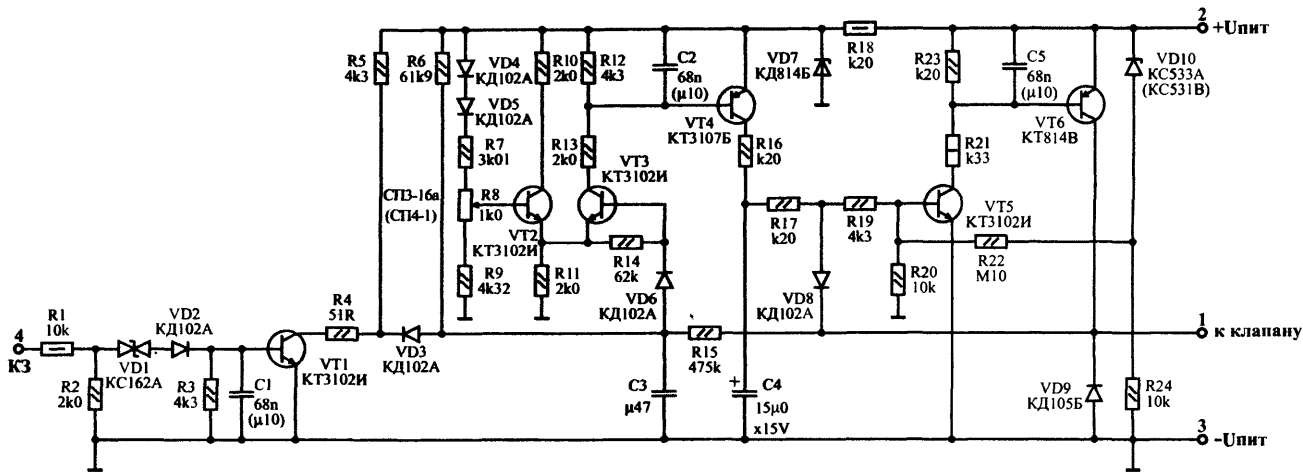 2
+Uпит
R5
4k3
R6
61k9
VD4
КД102А
VD5
КД102А
R7
3k01
СП3-16а
(СП4-1)
R8
1k0
R9
4k32
R10
2k0
VT2
КТ3102И
R11
2k0
R12
4k3
R13
2k0
VT3
КТ3102И
R14
62k
VD6
КД102А
C2
68n
(µ10)
VT4
КТ3107Б
R16
k20
VD7
КД814Б
R18
k20
R17
k20
R19
4k3
VD8
КД102А
R23
k20
C5
68n
(µ10)
R21
k33
VT5
КТ3102И
R20
10k
R22
М10
VT6
КТ814В
VD10
КС533А
(КС531В)
4
КЗ
R1
10k
R2
2k0
VD1
КС162А
VD2
КД102А
R3
4k3
C1
68n
(µ10)
VT1
КТ3102И
R4
51R
VD3
КД102А
R15
475k
C3
µ47
+
C4
15µ0
x15V
1
к клапану
VD9
КД105Б
R24
10k
3
-Uпит